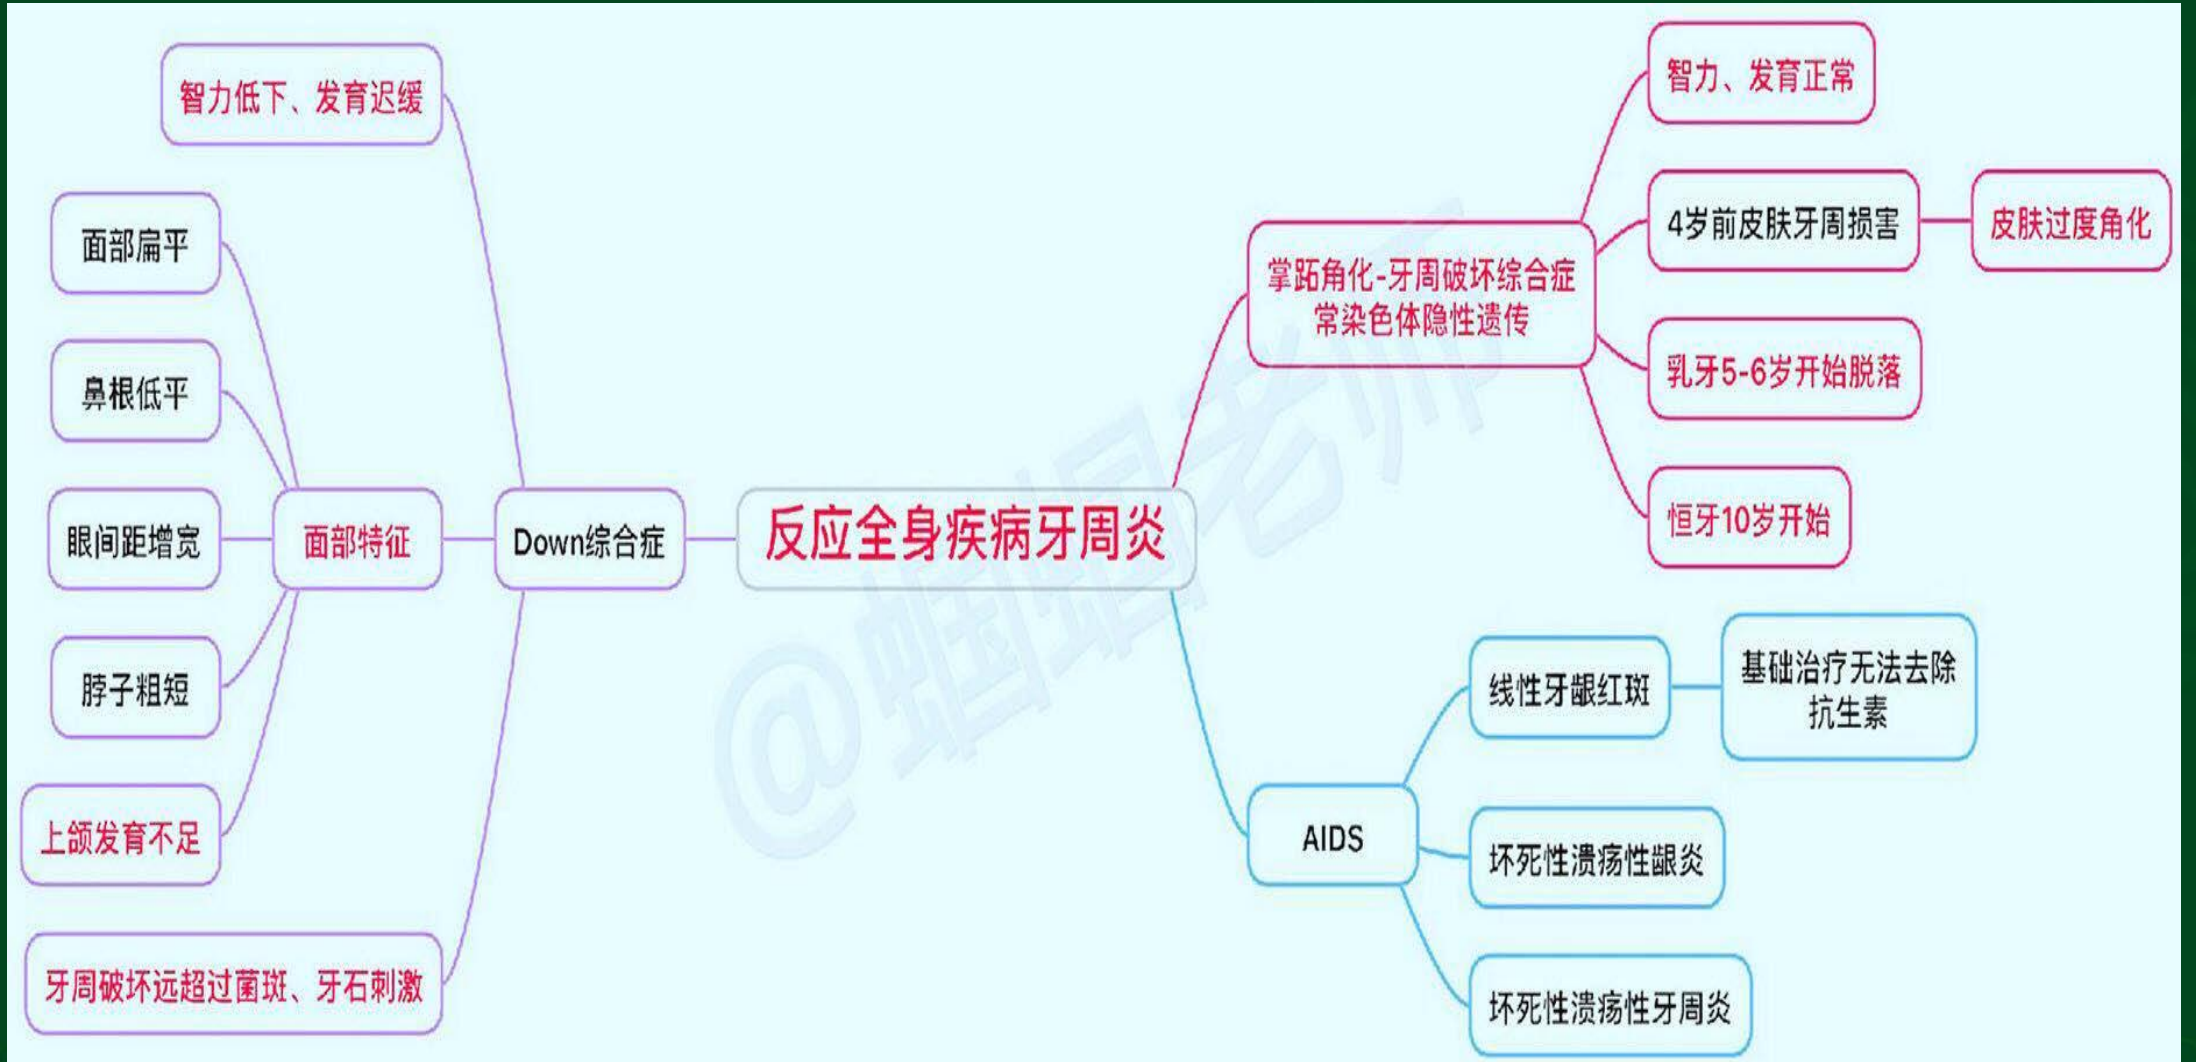 智力低下、发育迟缓
面部扁平
鼻根低平
眼间距增宽
脖子粗短
上颌发育不足
面部特征
牙周破坏远超过菌斑、牙石刺激
Down综合症
反应全身疾病牙周炎
掌跖角化-牙周破坏综合症
常染色体隐性遗传
智力、发育正常
4岁前皮肤牙周损害
皮肤过度角化
乳牙5-6岁开始脱落
恒牙10岁开始
AIDS
线性牙龈红斑
基础治疗无法去除
抗生素
坏死性溃疡性龈炎
坏死性溃疡性牙周炎
@蝈蝈老师